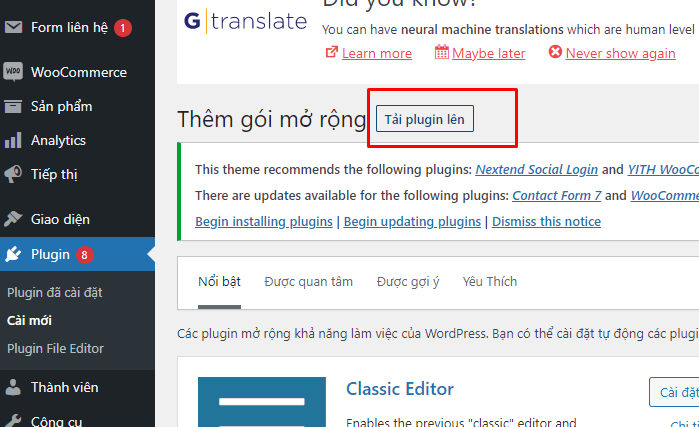 Form liên hệ 1
WooCommerce
Sản phẩm
Analytics
Tiếp thị
Giao diện
Plugin 8
Plugin đã cài đặt
Cài mới
Plugin File Editor
Thành viên
Công cụ
G translate
Did you know?
You can have neural machine translations which are human level
Learn more Maybe later Never show again
Thêm gói mở rộng Tải plugin lên
This theme recommends the following plugins: Nextend Social Login and YITH WooCo
There are updates available for the following plugins: Contact Form 7 and WooComme
Begin installing plugins | Begin updating plugins | Dismiss this notice
Nổi bật Được quan tâm Được gợi ý Yêu Thích
Các plugin mở rộng khả năng làm việc của WordPress. Bạn có thể cài đặt tự động các plugi
Classic Editor Cài đặt
Enables the previous "classic" editor and